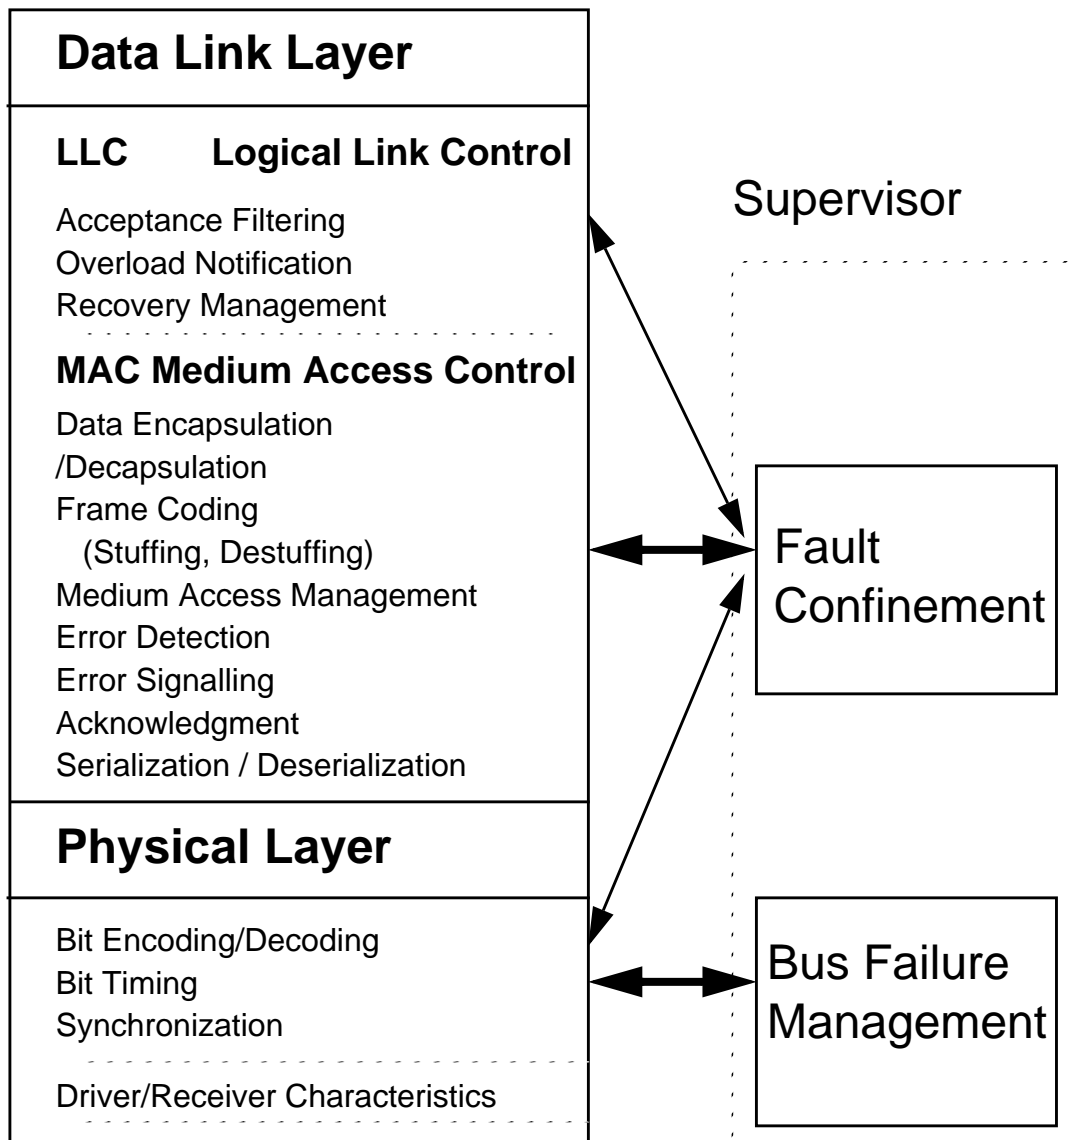 Data Link Layer
LLC Logical Link Control
Acceptance Filtering
Overload Notification
Recovery Management
MAC Medium Access Control
Data Encapsulation
/Decapsulation
Frame Coding
(Stuffing, Destuffing)
Medium Access Management
Error Detection
Error Signalling
Acknowledgment
Serialization / Deserialization
Physical Layer
Bit Encoding/Decoding
Bit Timing
Synchronization
Driver/Receiver Characteristics
Supervisor
Fault
Confinement
Bus Failure
Management